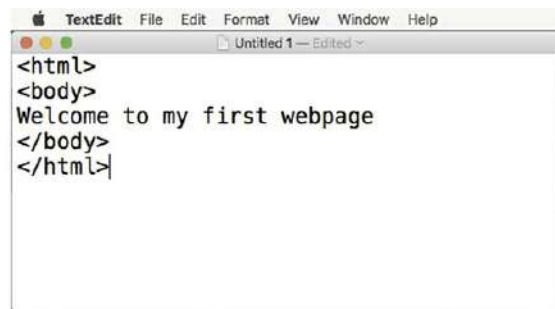 TextEdit File Edit Format View Window Help
Untitled 1 — Edited
<html>
<body>
Welcome to my first webpage
</body>
</html>